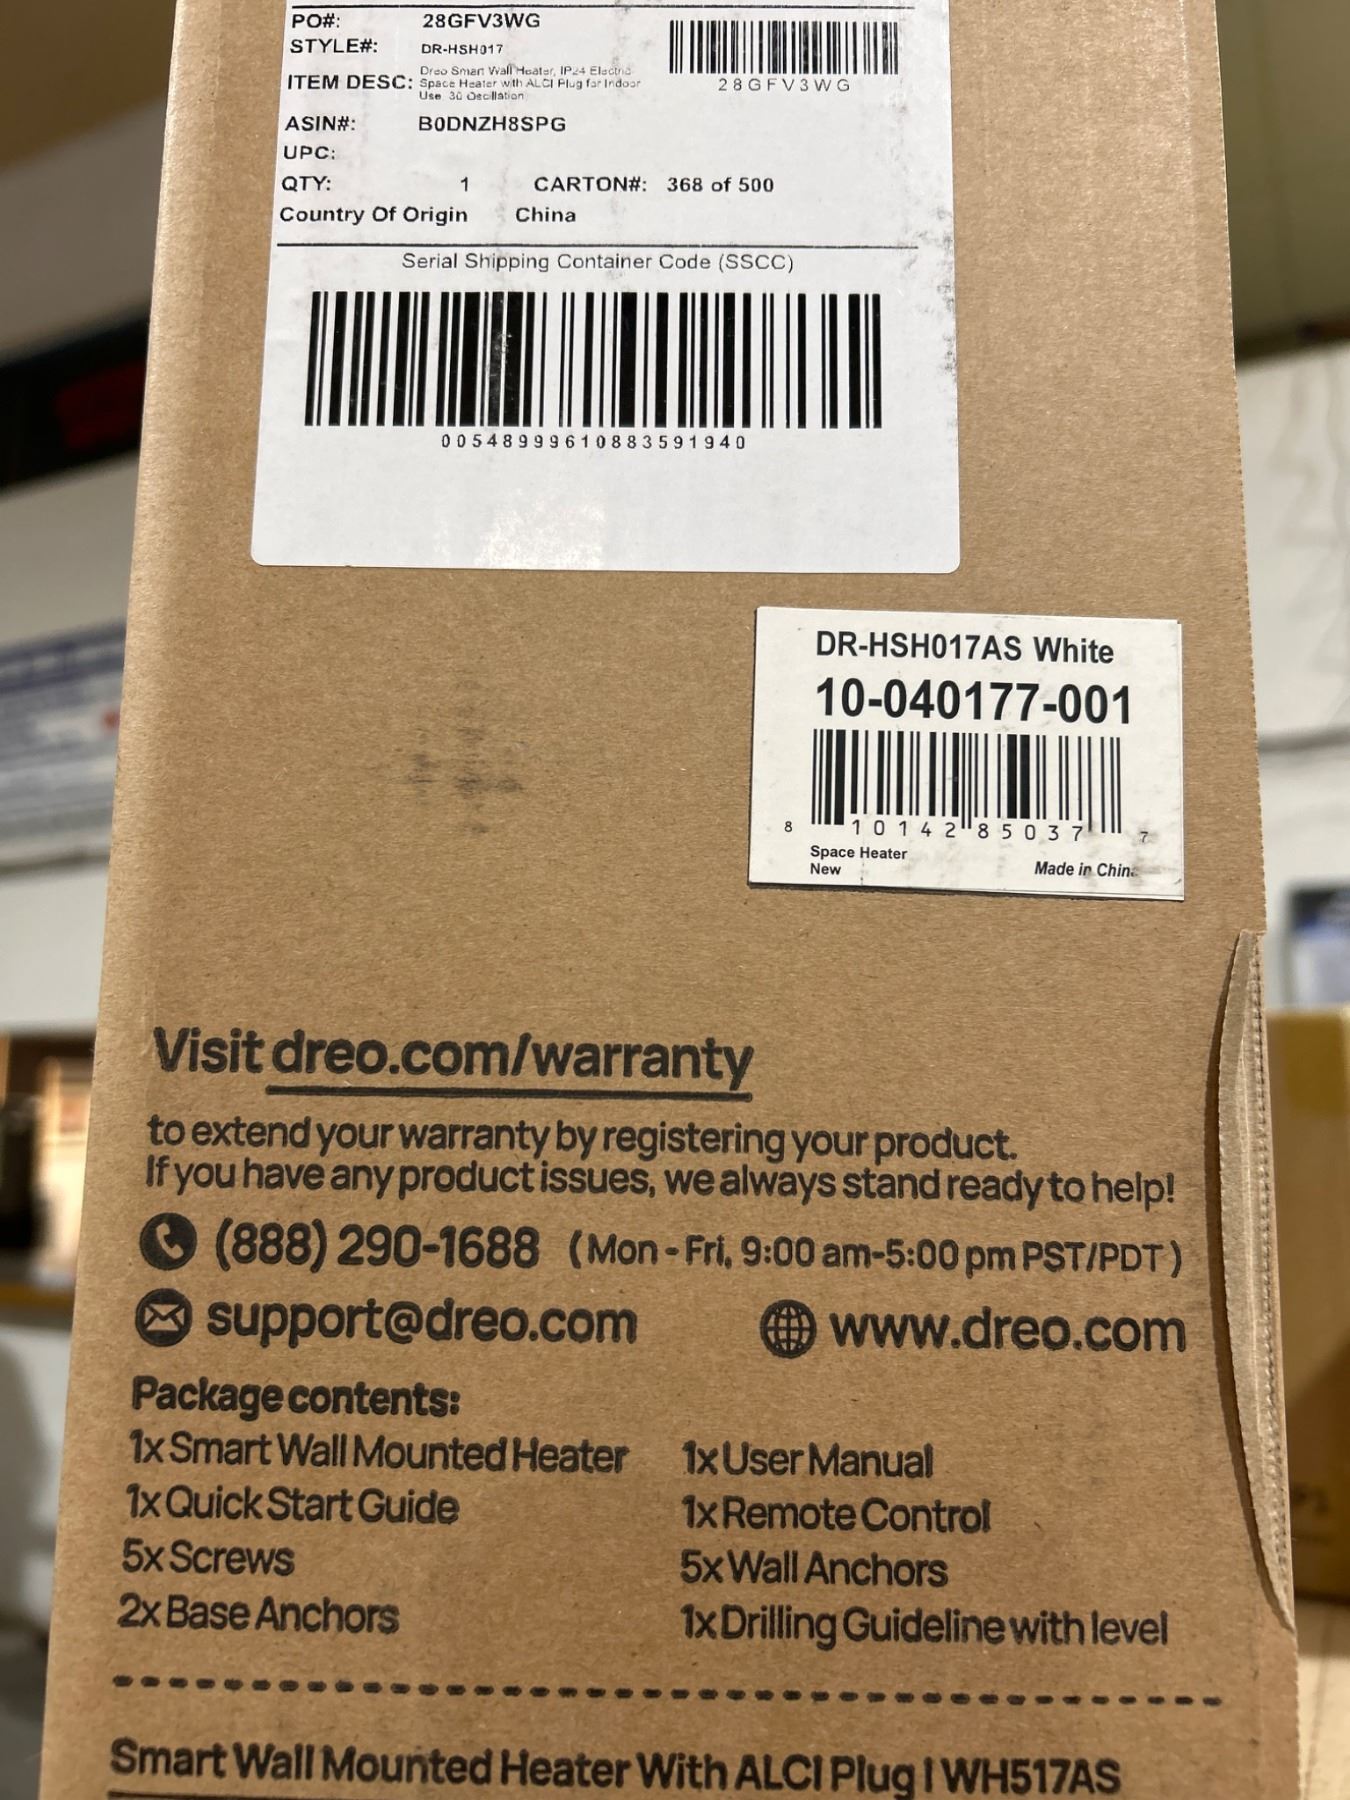 PO#: 28GFV3WG
STYLE#: DR-HSH017
28GFV3WG
ITEM DESC: Dreo Smart Wall Heater, IP24 Electric
Space Heater with ALCI Plug for Indoor
Use, 3C Oscillation
ASIN#: B0DNZH8SPG
UPC:
QTY: 1 CARTON#: 368 of 500
Country Of Origin China
Serial Shipping Container Code (SSCC)
00548999610883591940
DR-HSH017AS White
10-040177-001
8 10142 85037 7
Space Heater
New Made in China
Visit dreo.com/warranty
to extend your warranty by registering your product.
If you have any product issues, we always stand ready to help!
(888) 290-1688 (Mon - Fri, 9:00 am-5:00 pm PST/PDT)
support@dreo.com www.dreo.com
Package contents:
1x Smart Wall Mounted Heater 1x User Manual
1x Quick Start Guide 1x Remote Control
5x Screws 5x Wall Anchors
2x Base Anchors 1x Drilling Guideline with level
Smart Wall Mounted Heater With ALCI Plug | WH517AS